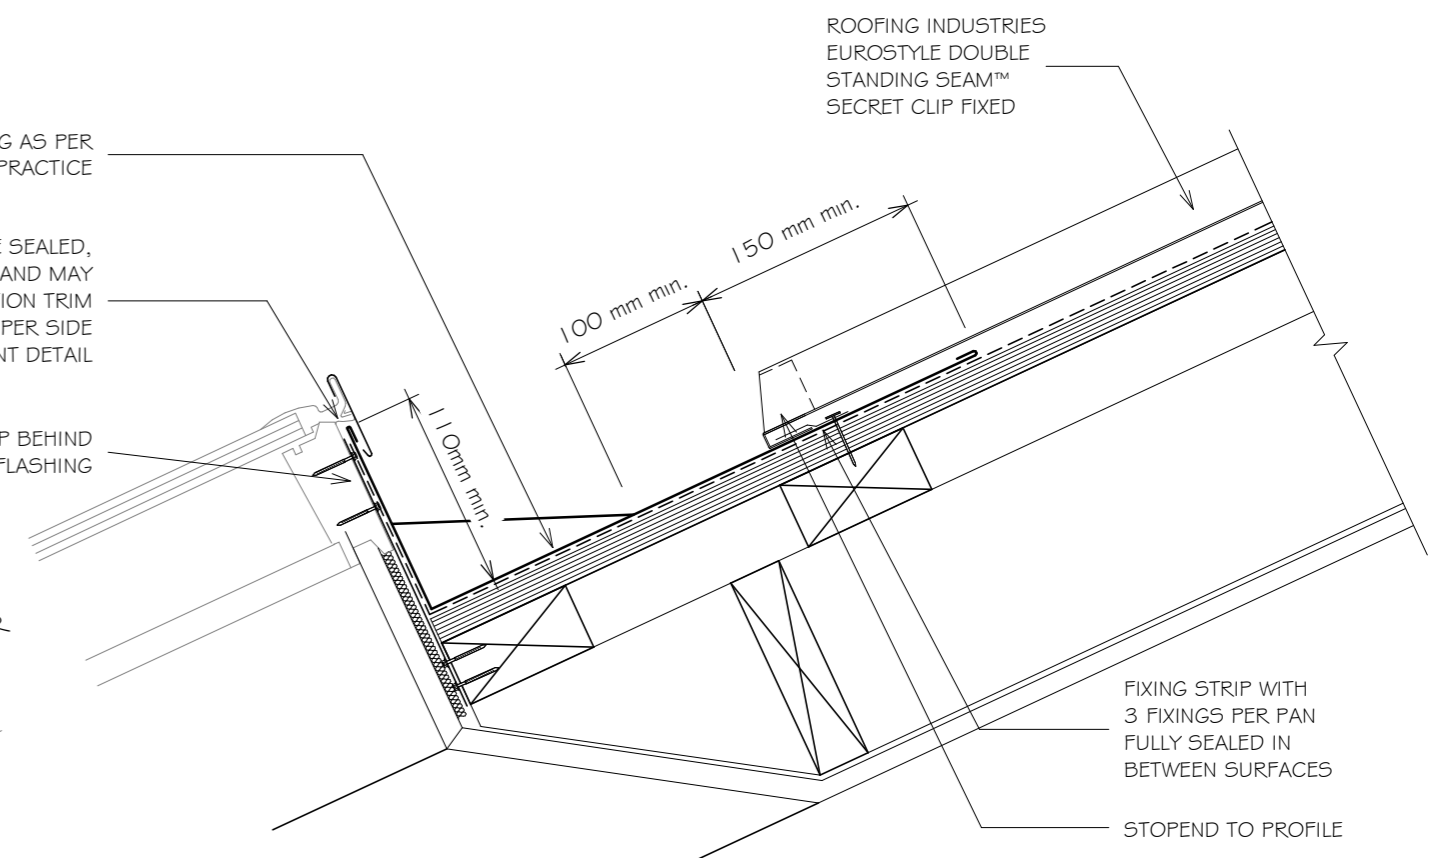 ROOFING INDUSTRIES
EUROSTYLE DOUBLE
STANDING SEAM™
SECRET CLIP FIXED
AS PER
PRACTICE
SEALED,
AND MAY
TRIM
PER SIDE
DETAIL
BEHIND
FLASHING
150 mm min.
100 mm min.
110mm min.
FIXING STRIP WITH
3 FIXINGS PER PAN
FULLY SEALED IN
BETWEEN SURFACES
STOPEND TO PROFILE